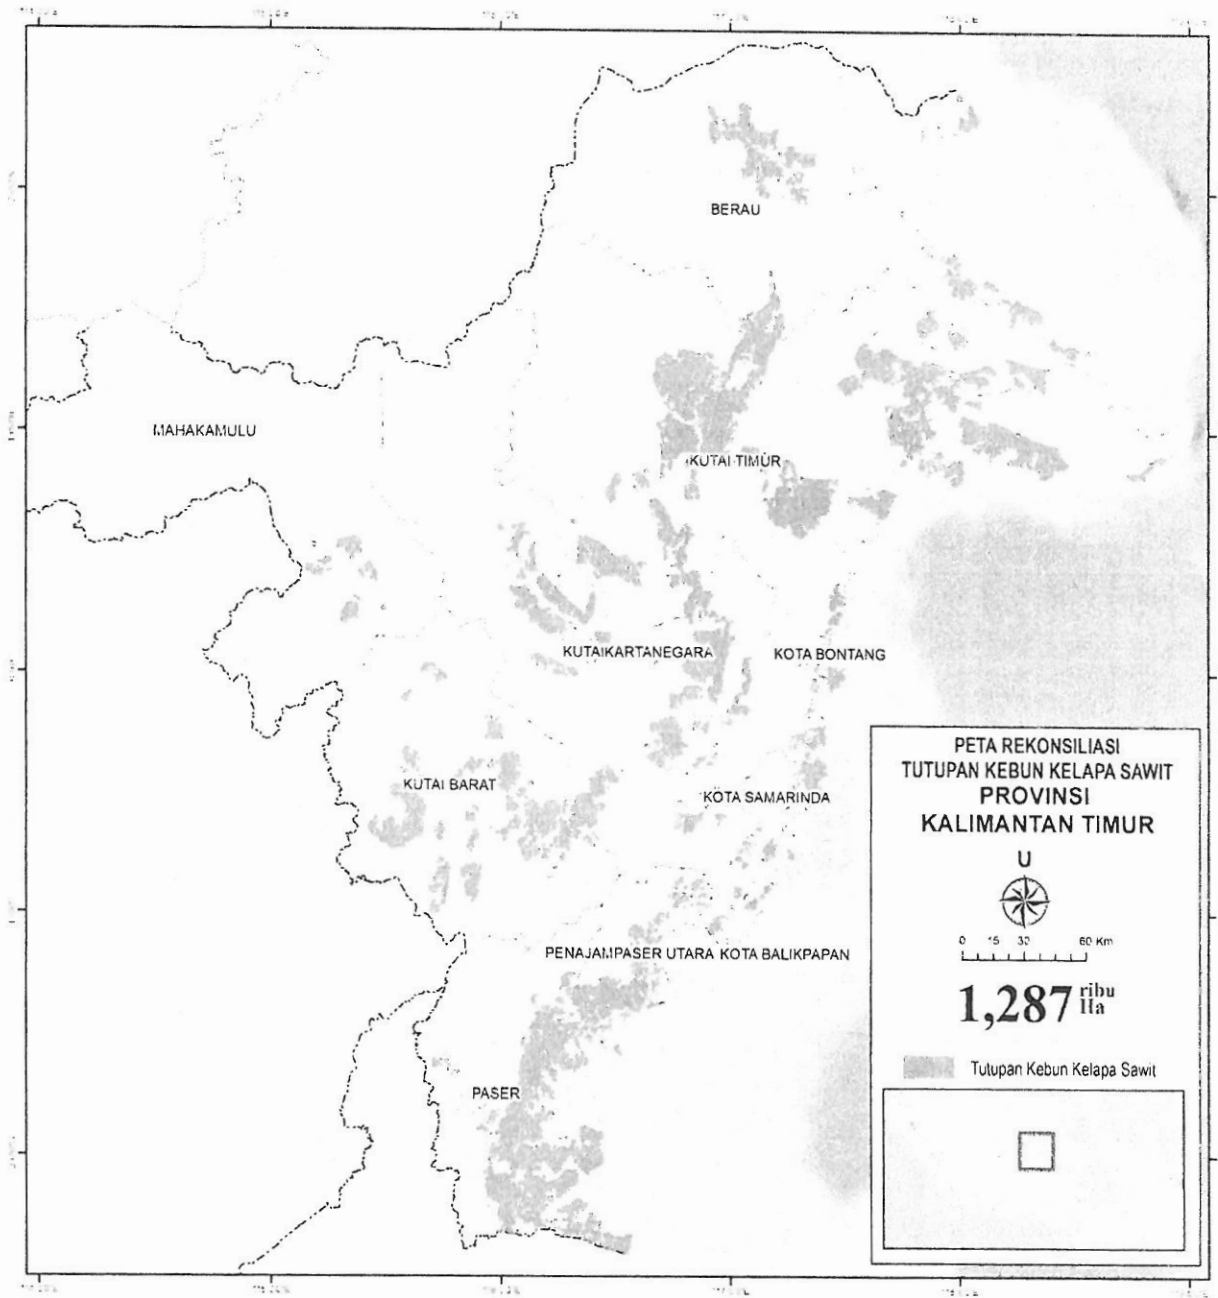 BERAU
MAHAKAMULU
KUTAI TIMUR
KUTAIKARTANEGARA
KOTA BONTANG
KUTAI BARAT
KOTA SAMARINDA
PENAJAMPASER UTARA KOTA BALIKPAPAN
PASER
PETA REKONSILIASI
TUTUPAN KEBUN KELAPA SAWIT
PROVINSI
KALIMANTAN TIMUR
U
0 15 30 60 Km
1,287 ribu Ha
Tutupan Kebun Kelapa Sawit